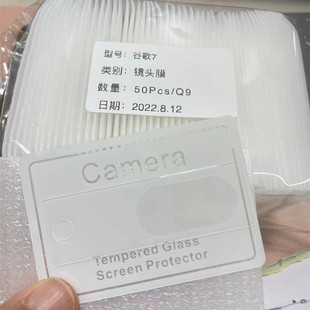 型号：谷歌7
类别：镜头膜
数量：50Pcs/Q9
日期：2022.8.12
Camera
Tempered Glass
Screen Protector